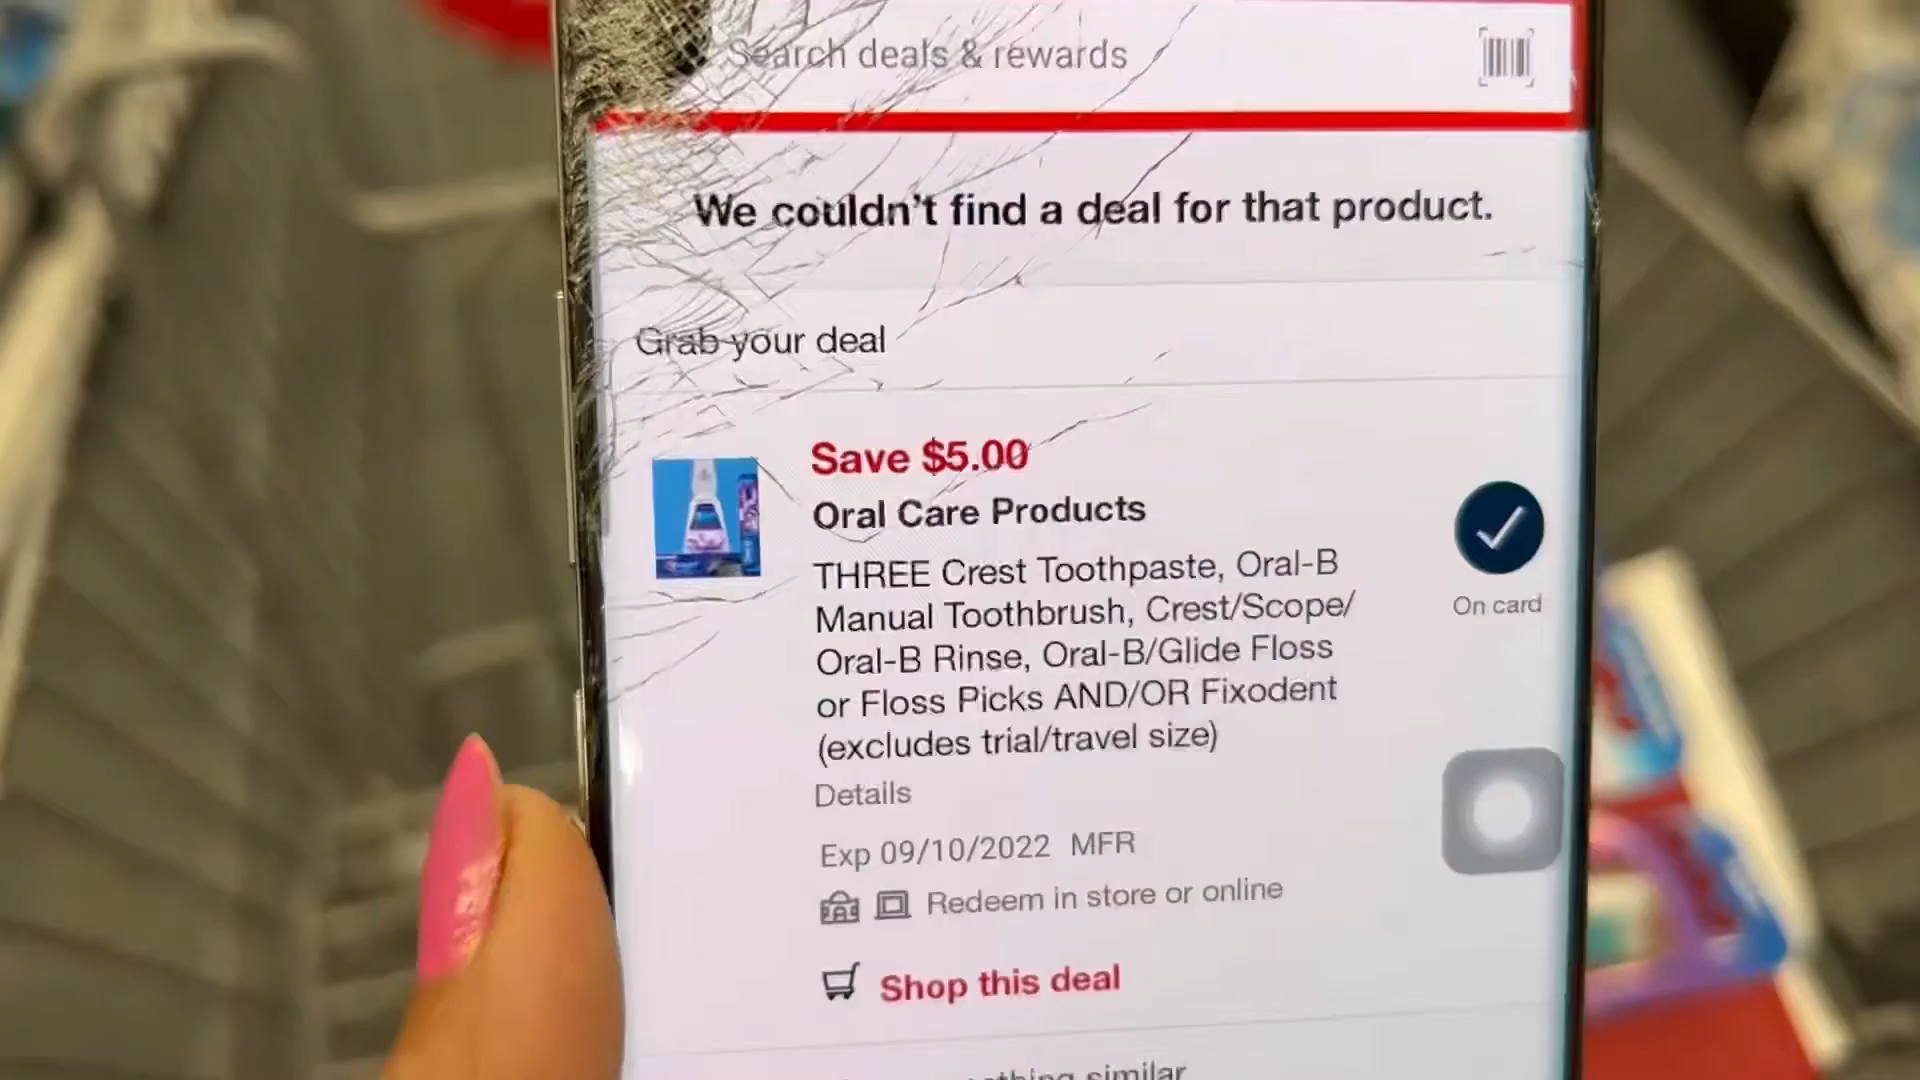 Search deals & rewards
We couldn't find a deal for that product.
Grab your deal
Save $5.00
Oral Care Products
THREE Crest Toothpaste, Oral-B
Manual Toothbrush, Crest/Scope/
Oral-B Rinse, Oral-B/Glide Floss
or Floss Picks AND/OR Fixodent
(excludes trial/travel size)
On card
Details
Exp 09/10/2022 MFR
Redeem in store or online
Shop this deal
similar